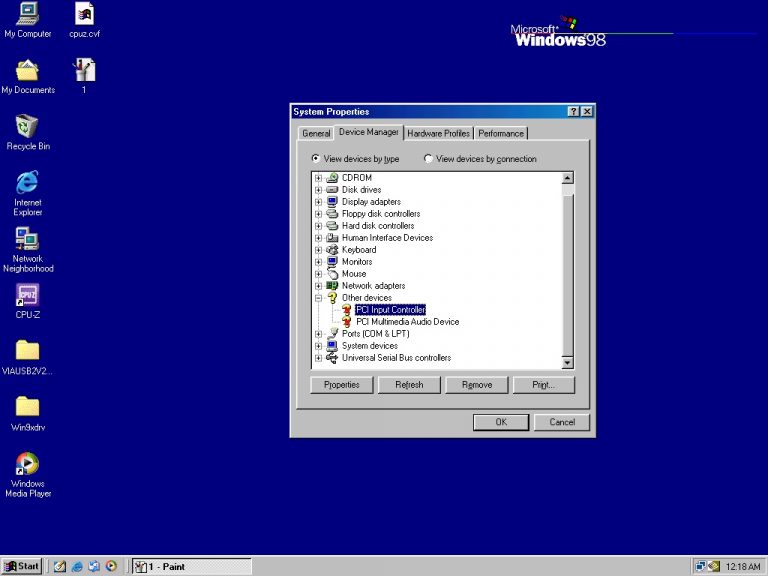 My Computer
cpuz.cvf
My Documents
1
Recycle Bin
Internet
Explorer
Network
Neighborhood
CPU-Z
CPU-Z
VIAUSB2V2...
Win9xdrv
Windows
Media Player
Microsoft
Windows 98
System Properties
General
Device Manager
Hardware Profiles
Performance
View devices by type
View devices by connection
CDROM
Disk drives
Display adapters
Floppy disk controllers
Hard disk controllers
Human Interface Devices
Keyboard
Monitors
Mouse
Network adapters
Other devices
PCI Input Controller
PCI Multimedia Audio Device
Ports (COM & LPT)
System devices
Universal Serial Bus controllers
Properties
Refresh
Remove
Print...
OK
Cancel
Start
1 - Paint
12:18 AM